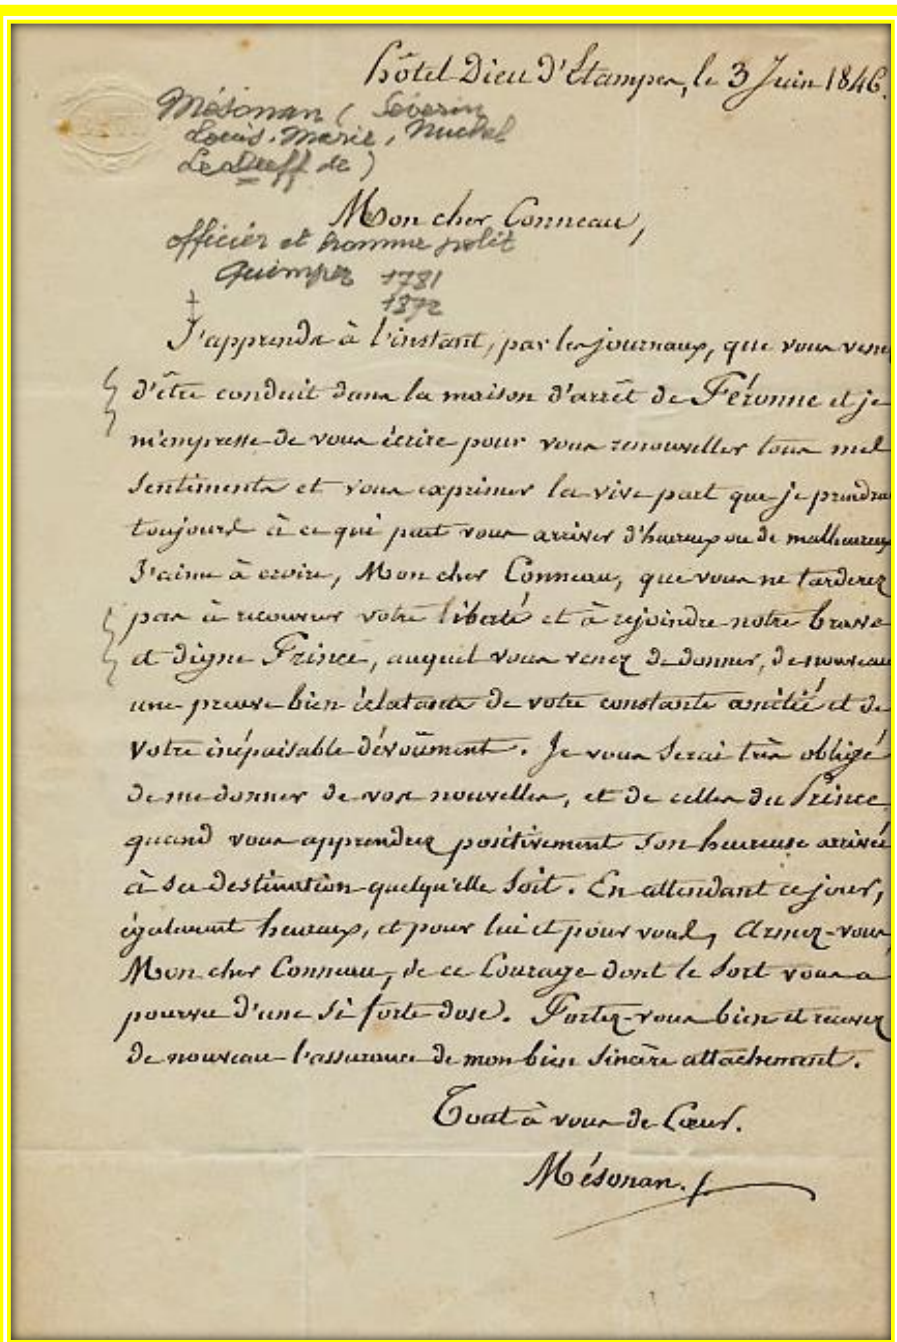 hôtel Dieu d'Étampes, le 3 Juin 1846.
Mésonan ( Séverin
Louis-Marie, Michel
Le Duff de )
Mon cher Conneau,
officier et homme polit
Quimper 1781
+ 1872
J'apprends à l'instant, par les journaux, que vous venez
d'être conduit dans la maison d'arrêt de Péronne et je
m'empresse de vous écrire pour vous renouveller tous mes
Sentiments et vous exprimer la vive part que je prendrai
toujours à ce qui peut vous arriver d'heureux ou de malheureux
J'aime à croire, Mon cher Conneau, que vous ne tarderez
pas à recouvrer votre liberté et à rejoindre notre brave
et digne Prince, auquel vous venez de donner, de nouveau
une preuve bien éclatante de votre constante amitié et de
Votre inépuisable dévoûment. Je vous Serai très obligé
de me donner de vos nouvelles, et de celles du Prince
quand vous apprendrez positivement Son heureuse arrivée
à Sa destination quelqu'elle Soit. En attendant ce jour,
également heureux, et pour lui et pour vous, Armez-vous
Mon cher Conneau, de ce Courage dont le Sort vous a
pourvu d'une Si forte dose. Portez-vous bien et recevez
de nouveau l'assurance de mon bien Sincère attachement.
Tout à vous de Cœur.
Mésonan.